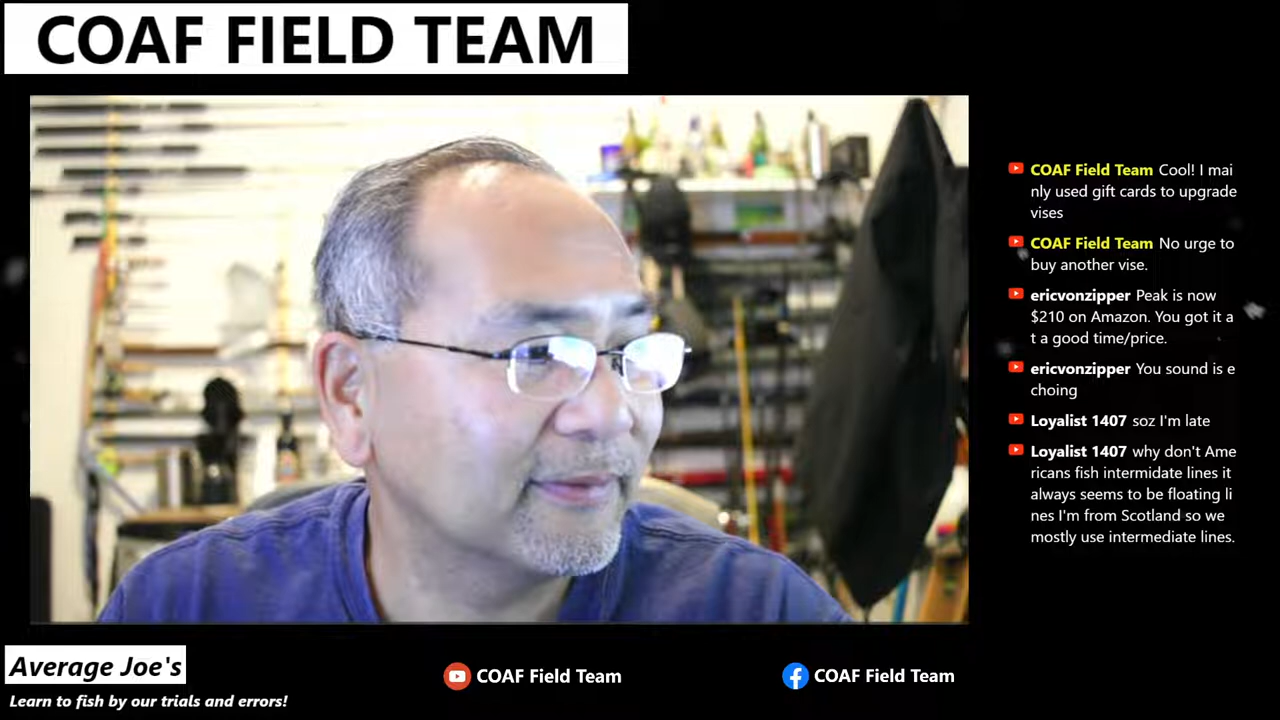 COAF FIELD TEAM
COAF Field Team Cool! I mai
nly used gift cards to upgrade
vises
COAF Field Team No urge to
buy another vise.
ericvonzipper Peak is now
$210 on Amazon. You got it a
t a good time/price.
ericvonzipper You sound is e
choing
Loyalist 1407 soz I'm late
Loyalist 1407 why don't Ame
ricans fish intermidate lines it
always seems to be floating li
nes I'm from Scotland so we
mostly use intermediate lines.
Average Joe's
Learn to fish by our trials and errors!
COAF Field Team
COAF Field Team